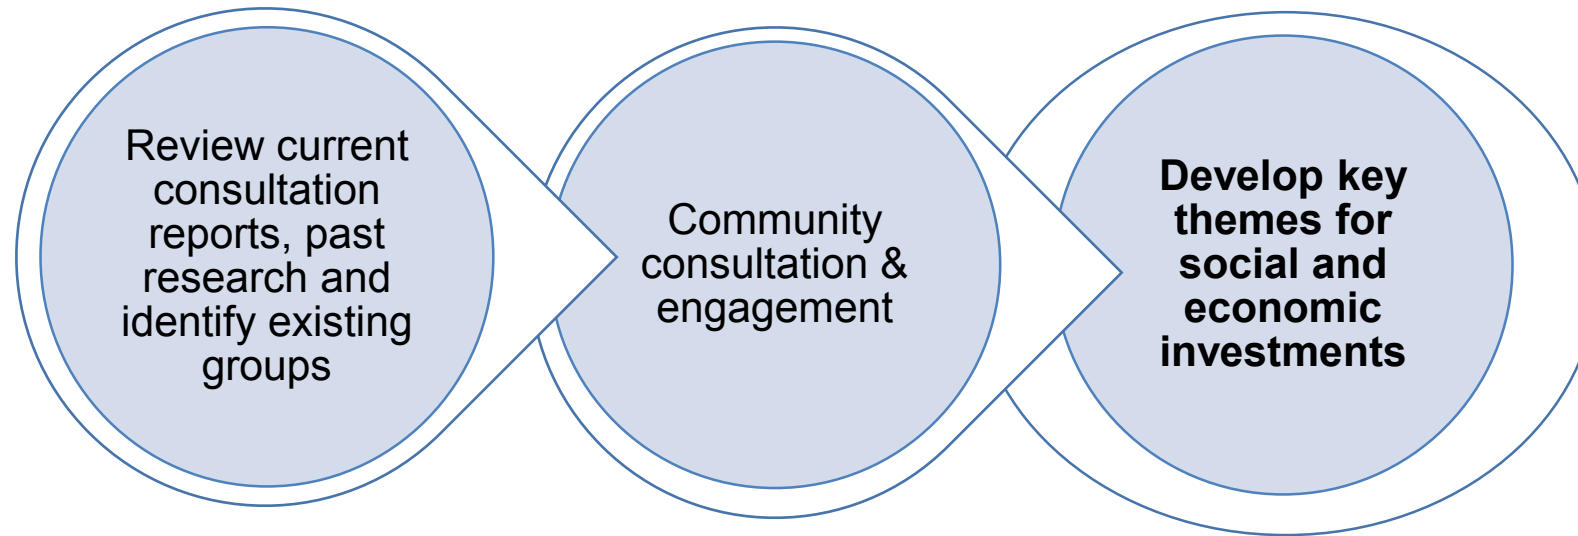 Review current
consultation
reports, past
research and
identify existing
groups
Community
consultation &
engagement
Develop key
themes for
social and
economic
investments